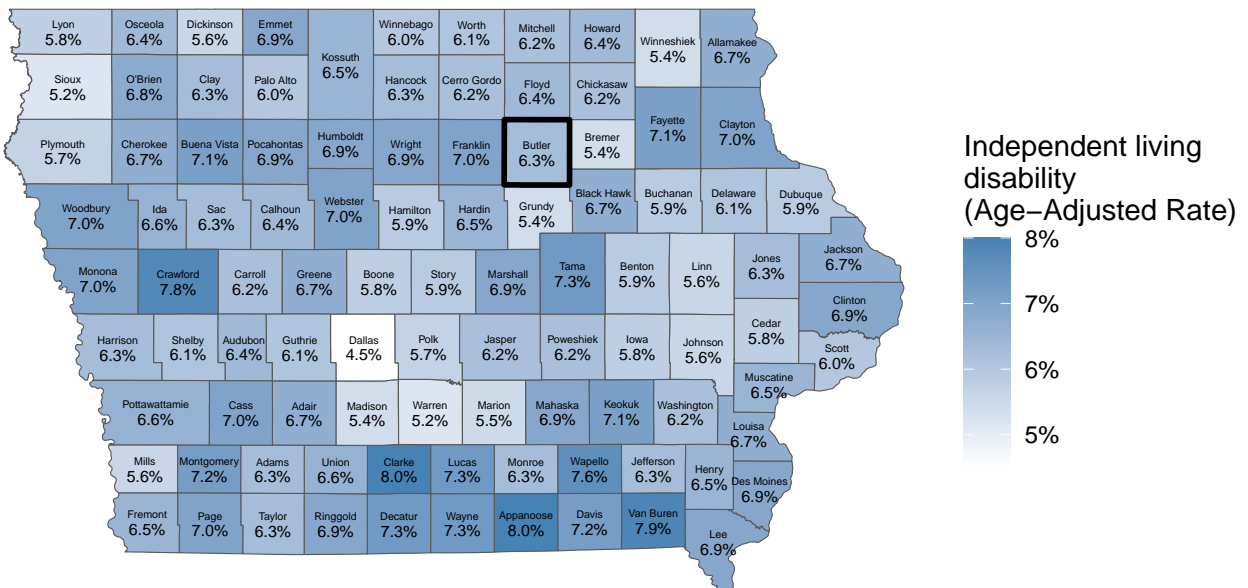 Lyon
5.8%
Osceola
6.4%
Dickinson
5.6%
Emmet
6.9%
Kossuth
6.5%
Winnebago
6.0%
Worth
6.1%
Mitchell
6.2%
Howard
6.4%
Winneshiek
5.4%
Allamakee
6.7%
Sioux
5.2%
O'Brien
6.8%
Clay
6.3%
Palo Alto
6.0%
Hancock
6.3%
Cerro Gordo
6.2%
Floyd
6.4%
Chickasaw
6.2%
Fayette
7.1%
Clayton
7.0%
Plymouth
5.7%
Cherokee
6.7%
Buena Vista
7.1%
Pocahontas
6.9%
Humboldt
6.9%
Wright
6.9%
Franklin
7.0%
Butler
6.3%
Bremer
5.4%
Woodbury
7.0%
Ida
6.6%
Sac
6.3%
Calhoun
6.4%
Webster
7.0%
Hamilton
5.9%
Hardin
6.5%
Grundy
5.4%
Black Hawk
6.7%
Buchanan
5.9%
Delaware
6.1%
Dubuque
5.9%
Monona
7.0%
Crawford
7.8%
Carroll
6.2%
Greene
6.7%
Boone
5.8%
Story
5.9%
Marshall
6.9%
Tama
7.3%
Benton
5.9%
Linn
5.6%
Jones
6.3%
Jackson
6.7%
Clinton
6.9%
Harrison
6.3%
Shelby
6.1%
Audubon
6.4%
Guthrie
6.1%
Dallas
4.5%
Polk
5.7%
Jasper
6.2%
Poweshiek
6.2%
Iowa
5.8%
Johnson
5.6%
Cedar
5.8%
Scott
6.0%
Muscatine
6.5%
Pottawattamie
6.6%
Cass
7.0%
Adair
6.7%
Madison
5.4%
Warren
5.2%
Marion
5.5%
Mahaska
6.9%
Keokuk
7.1%
Washington
6.2%
Louisa
6.7%
Mills
5.6%
Montgomery
7.2%
Adams
6.3%
Union
6.6%
Clarke
8.0%
Lucas
7.3%
Monroe
6.3%
Wapello
7.6%
Jefferson
6.3%
Henry
6.5%
Des Moines
6.9%
Fremont
6.5%
Page
7.0%
Taylor
6.3%
Ringgold
6.9%
Decatur
7.3%
Wayne
7.3%
Appanoose
8.0%
Davis
7.2%
Van Buren
7.9%
Lee
6.9%
Independent living
disability
(Age−Adjusted Rate)
8%
7%
6%
5%